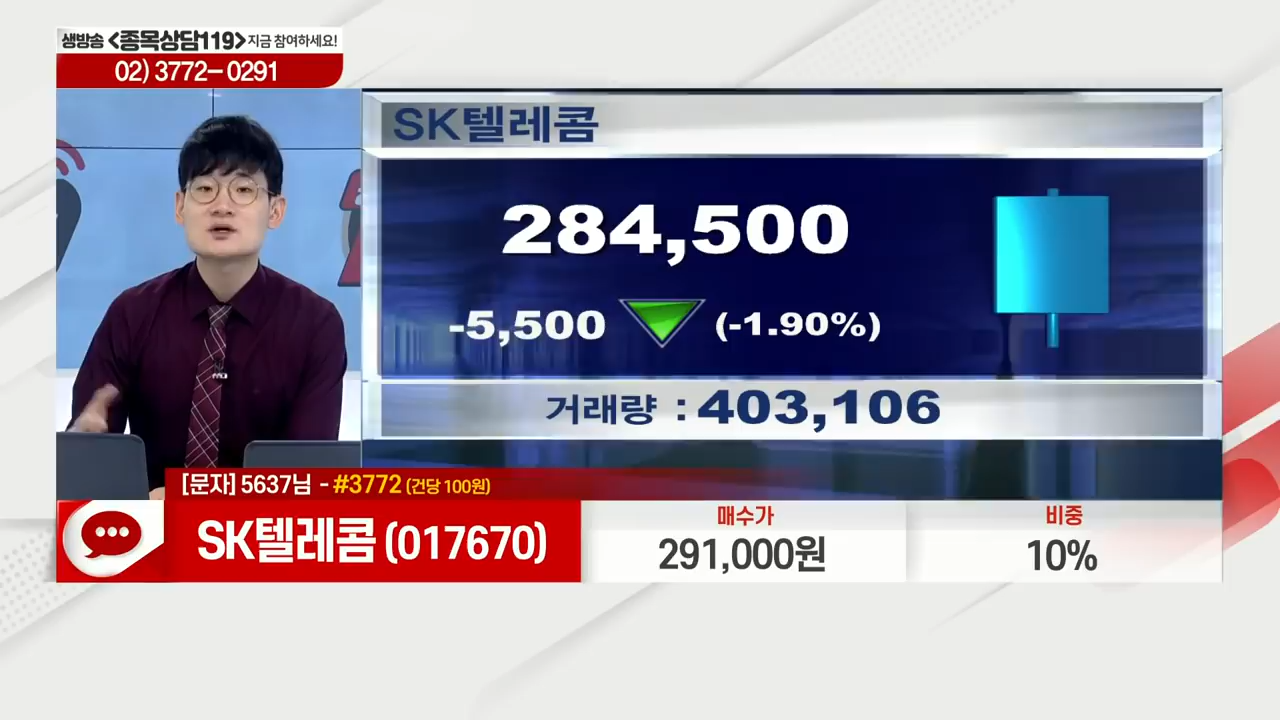 생방송 <종목상담119> 지금 참여하세요!
02) 3772-0291
SK텔레콤
284,500
-5,500 (-1.90%)
거래량 : 403,106
[문자] 5637님 - #3772 (건당 100원)
SK텔레콤 (017670)
매수가
291,000원
비중
10%